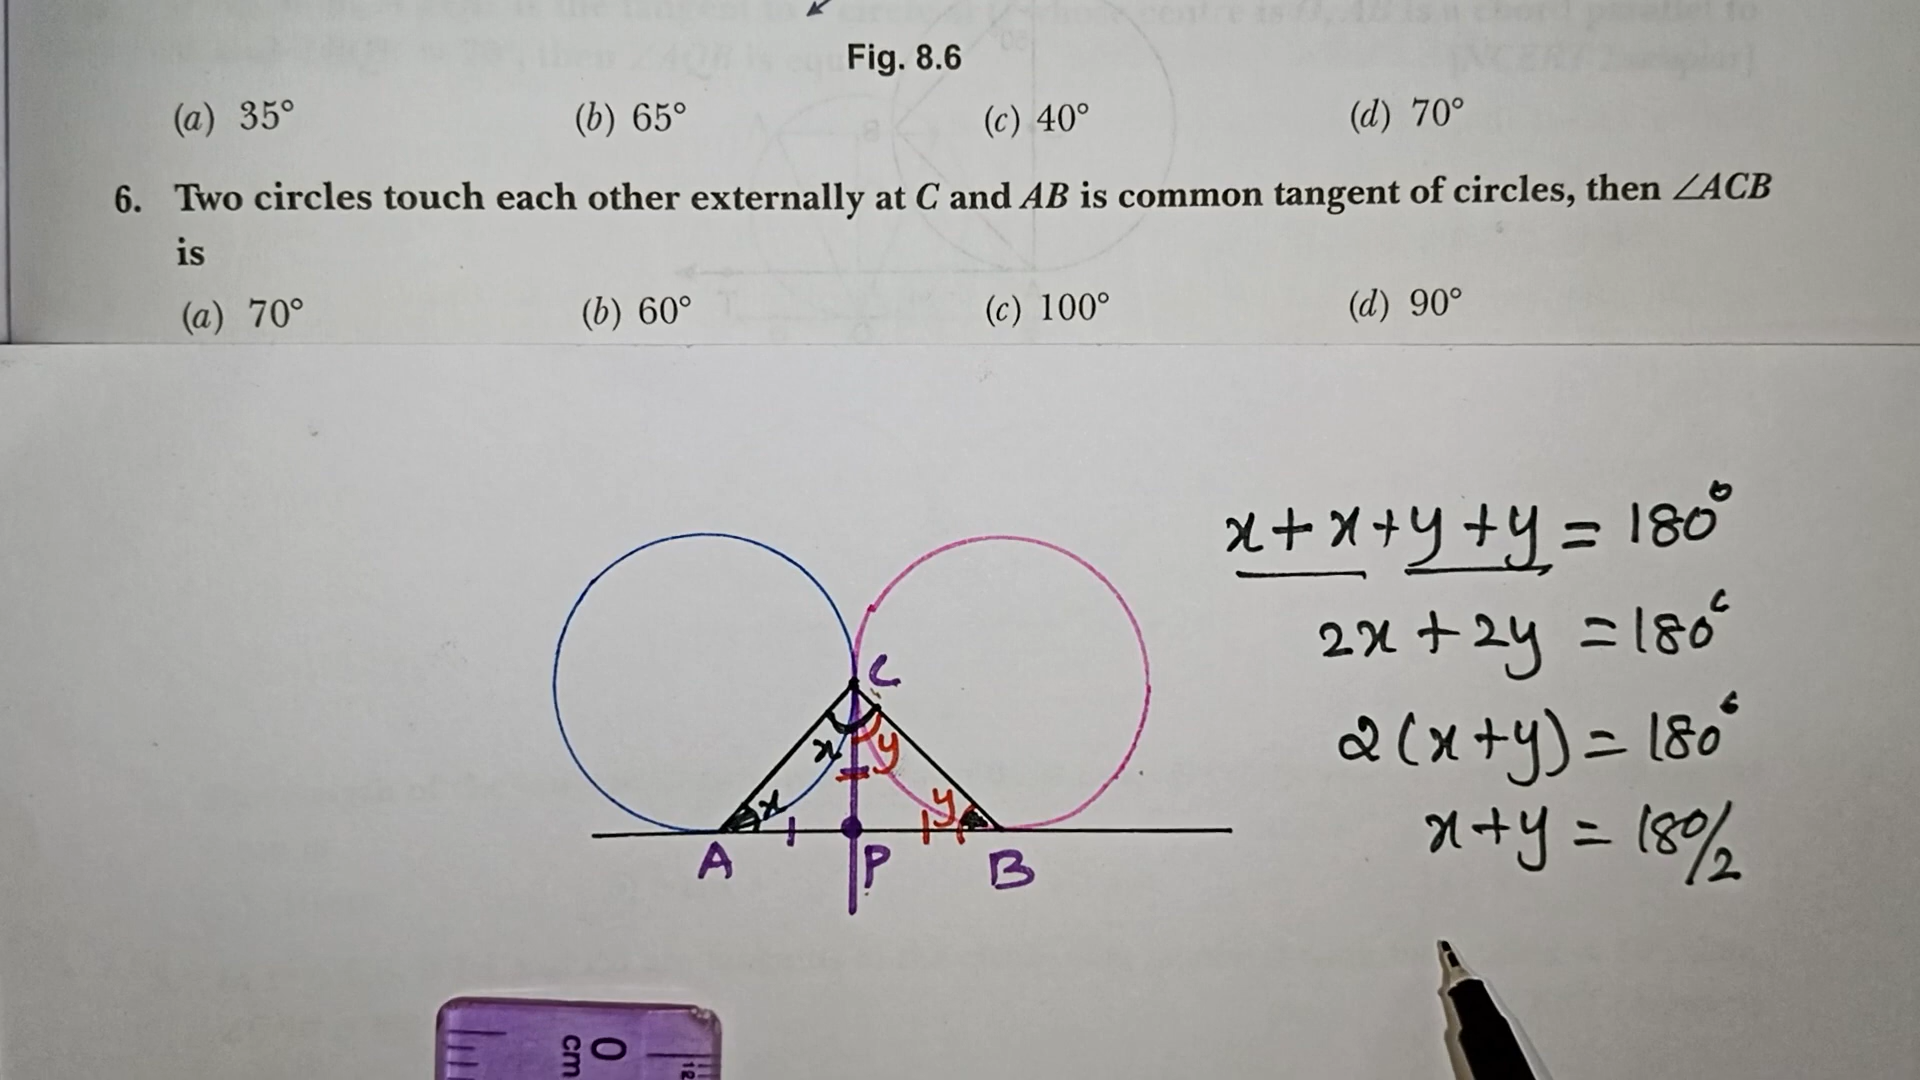 Fig. 8.6
(a) 35° (b) 65° (c) 40° (d) 70°
6. Two circles touch each other externally at C and AB is common tangent of circles, then ∠ACB
is
(a) 70° (b) 60° (c) 100° (d) 90°
x + x + y + y = 180°
2x + 2y = 180°
2(x+y) = 180°
x + y = 180/2
C
x y
x y
A P B
0
cm
12